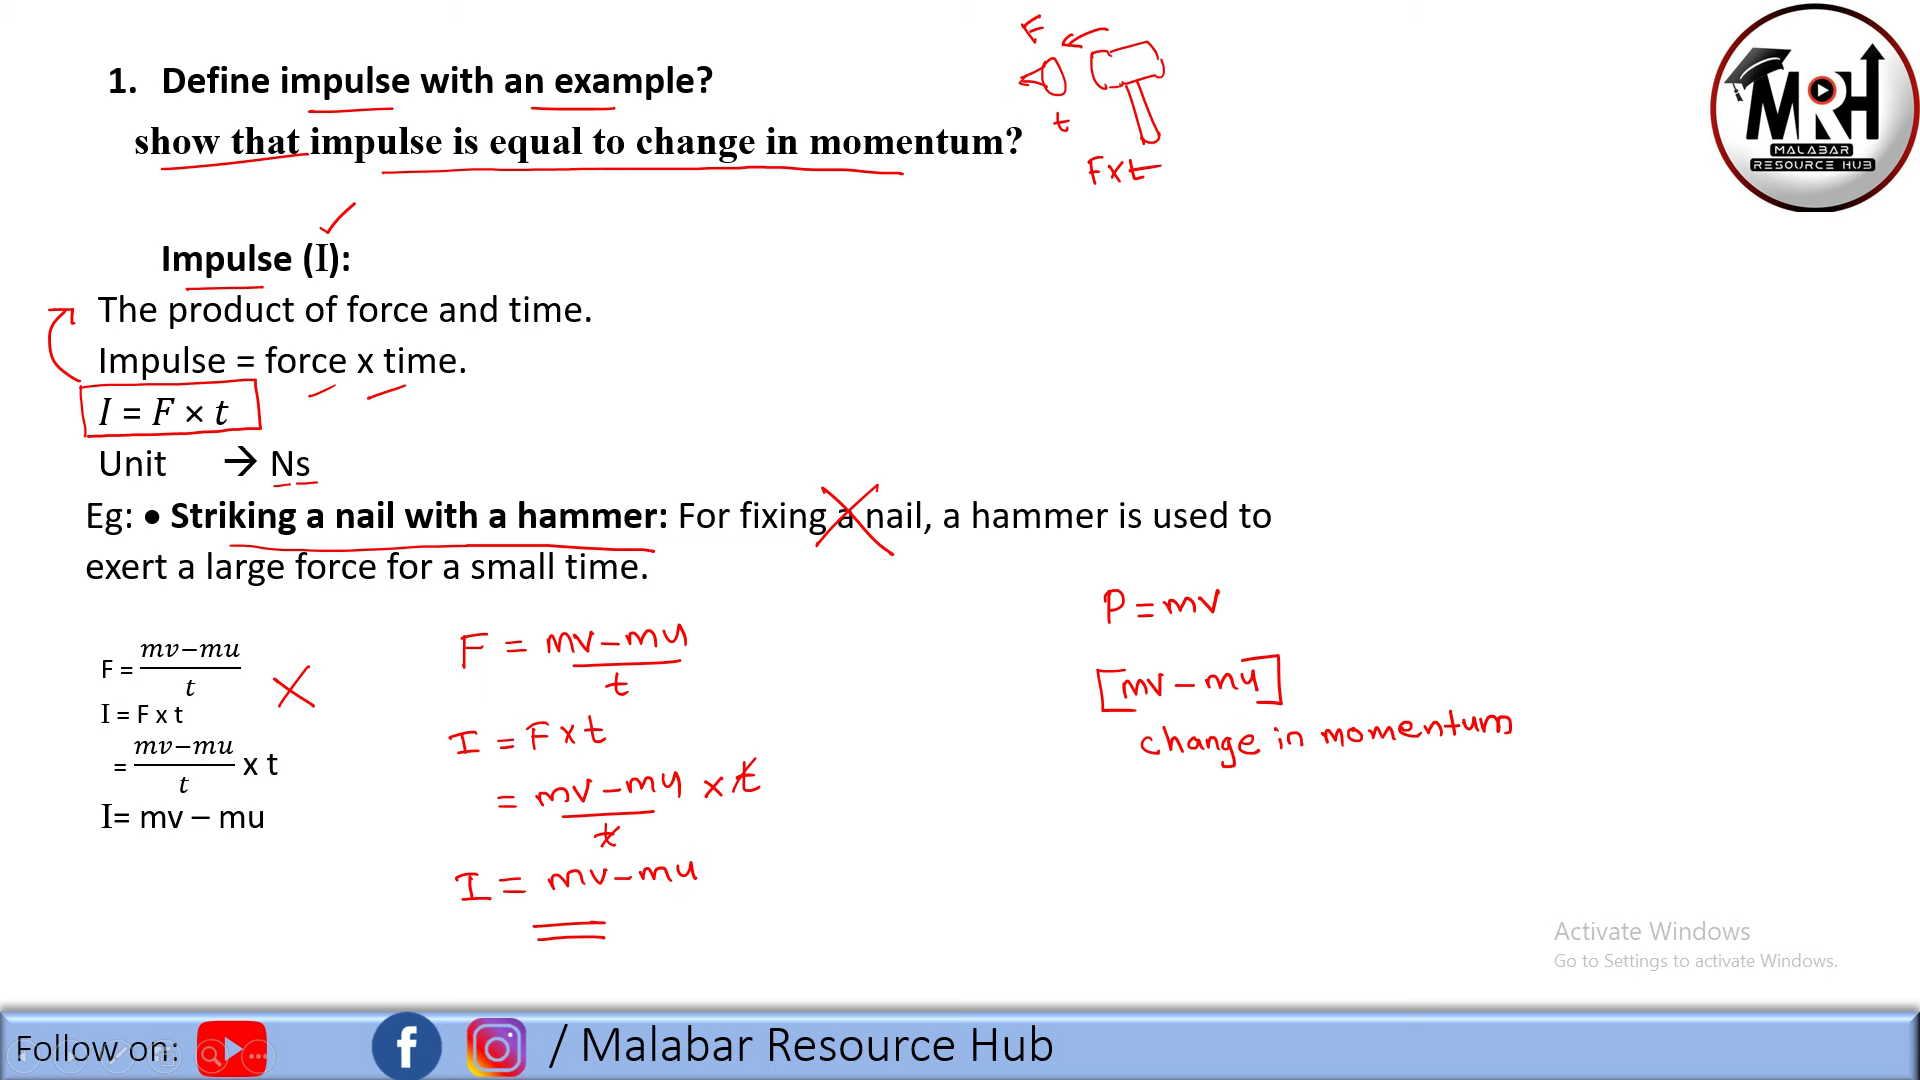 1. Define impulse with an example?
show that impulse is equal to change in momentum?
F
t
F x t
MRH
MALABAR
RESOURCE HUB
Impulse (I):
The product of force and time.
Impulse = force x time.
I = F × t
Unit → Ns
Eg: • Striking a nail with a hammer: For fixing a nail, a hammer is used to
exert a large force for a small time.
F = mv−mu
t
I = F x t
= mv−mu x t
t
I= mv – mu
F = mv - mu
t
I = F x t
= mv - mu x t
t
I = mv - mu
P = mv
[mv - mu]
change in momentum
Activate Windows
Go to Settings to activate Windows.
Follow on:
f
/ Malabar Resource Hub